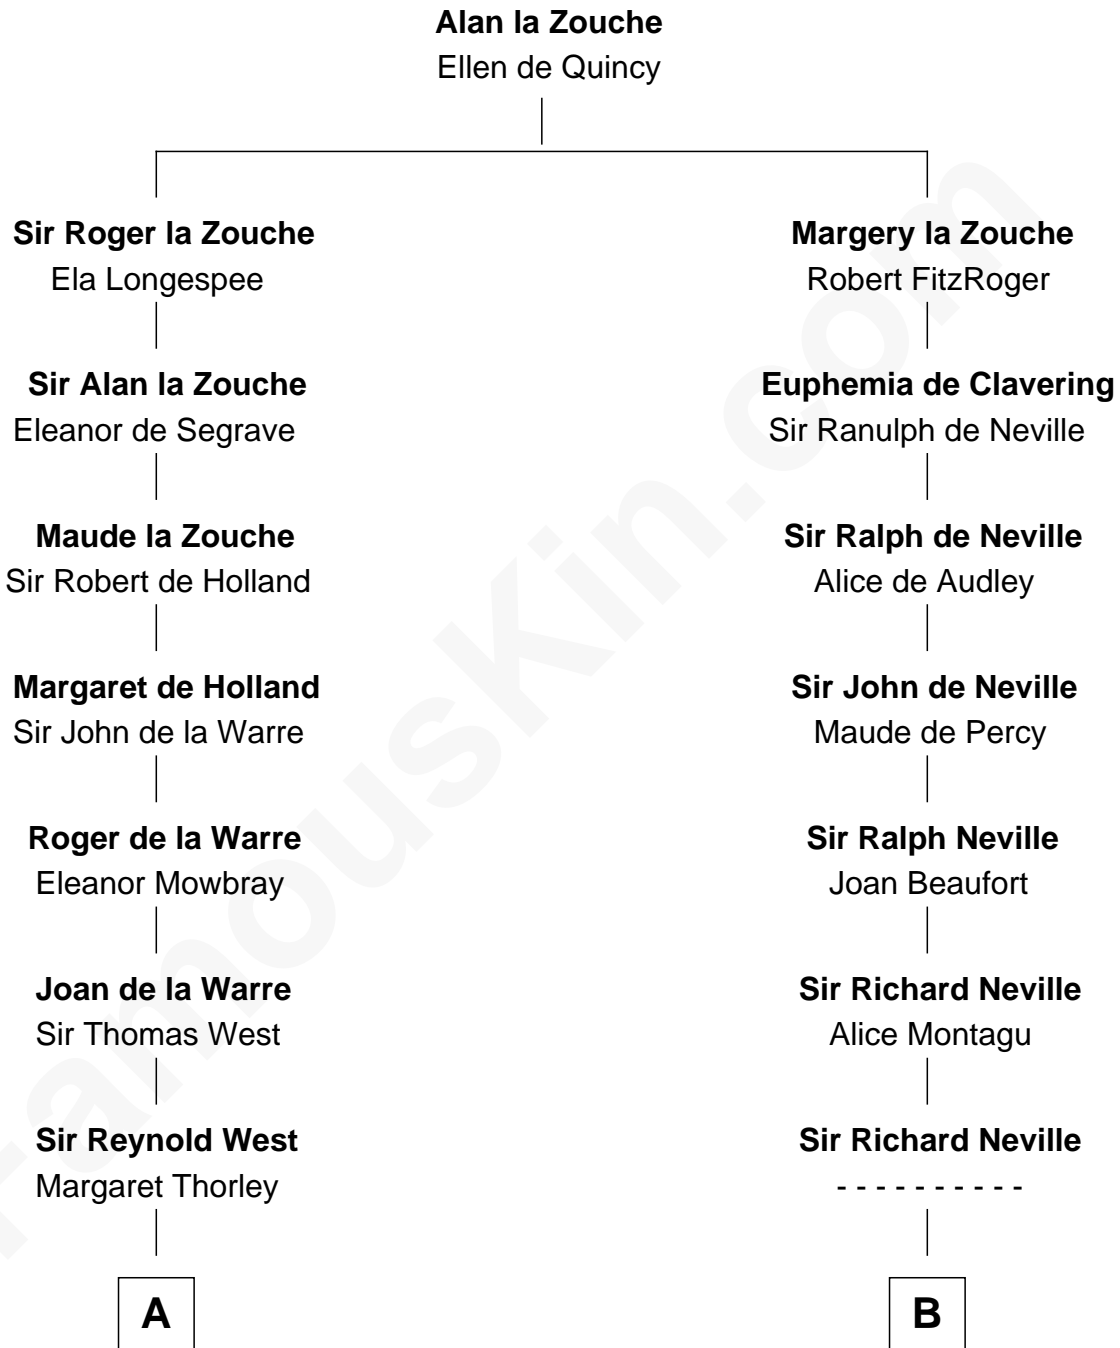 Alan la Zouche
Ellen de Quincy
Sir Roger la Zouche
Ela Longespee
Sir Alan la Zouche
Eleanor de Segrave
Maude la Zouche
Sir Robert de Holland
Margaret de Holland
Sir John de la Warre
Roger de la Warre
Eleanor Mowbray
Joan de la Warre
Sir Thomas West
Sir Reynold West
Margaret Thorley
A
Margery la Zouche
Robert FitzRoger
Euphemia de Clavering
Sir Ranulph de Neville
Sir Ralph de Neville
Alice de Audley
Sir John de Neville
Maude de Percy
Sir Ralph Neville
Joan Beaufort
Sir Richard Neville
Alice Montagu
Sir Richard Neville
- - - - - - - - - -
B
FamousKin.com